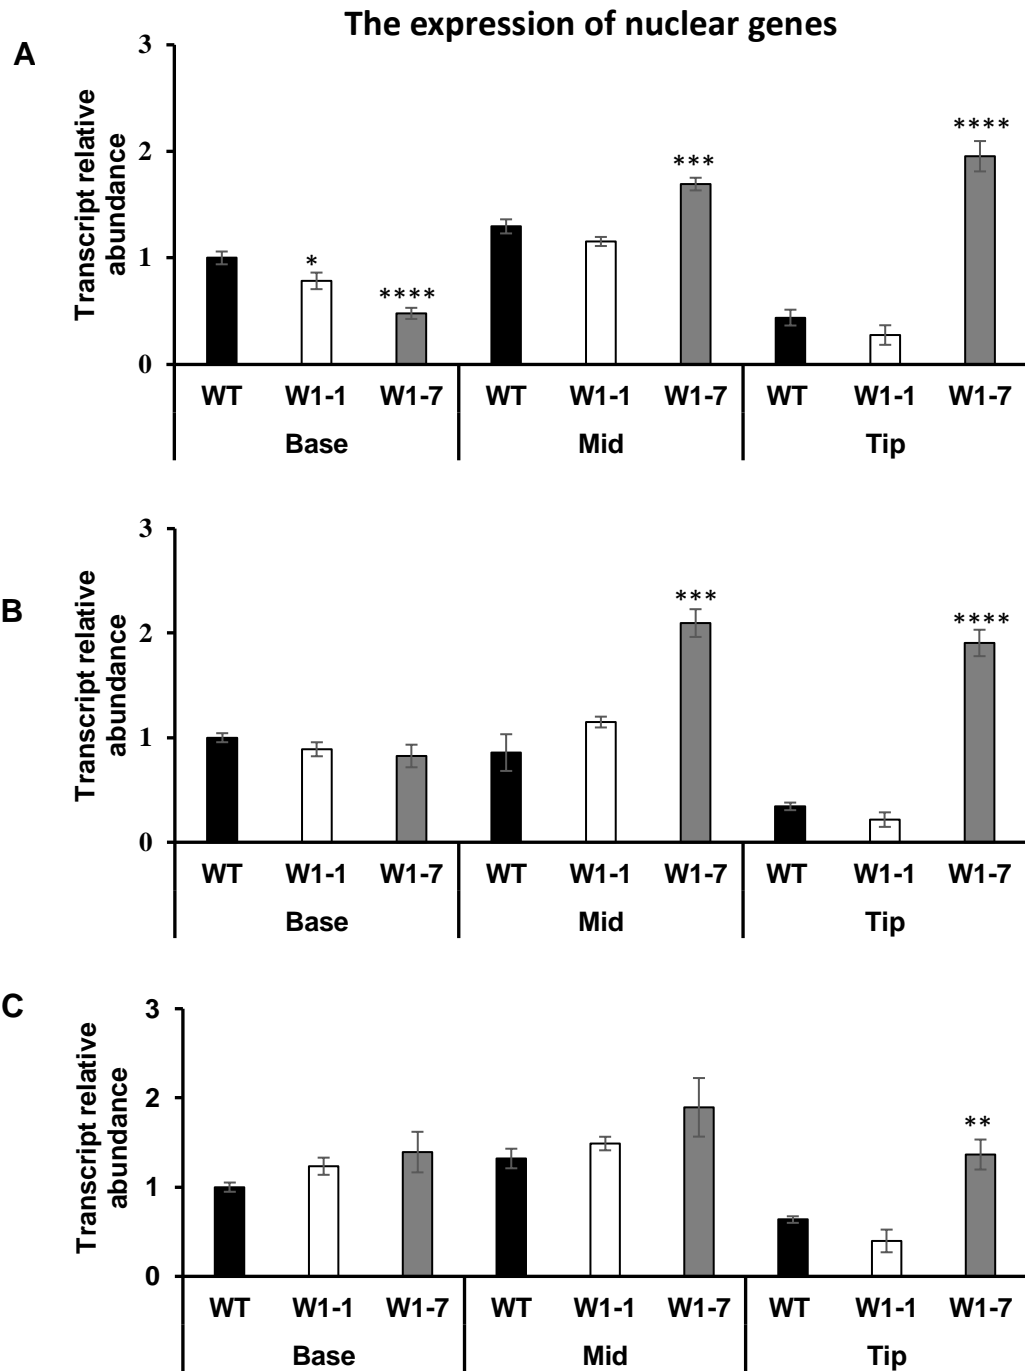 The expression of nuclear genes
A
Transcript relative
abundance
3
2
1
0
*
****
***
****
WT W1-1 W1-7 WT W1-1 W1-7 WT W1-1 W1-7
Base Mid Tip
B
Transcript relative
abundance
3
2
1
0
***
****
WT W1-1 W1-7 WT W1-1 W1-7 WT W1-1 W1-7
Base Mid Tip
C
Transcript relative
abundance
3
2
1
0
**
WT W1-1 W1-7 WT W1-1 W1-7 WT W1-1 W1-7
Base Mid Tip